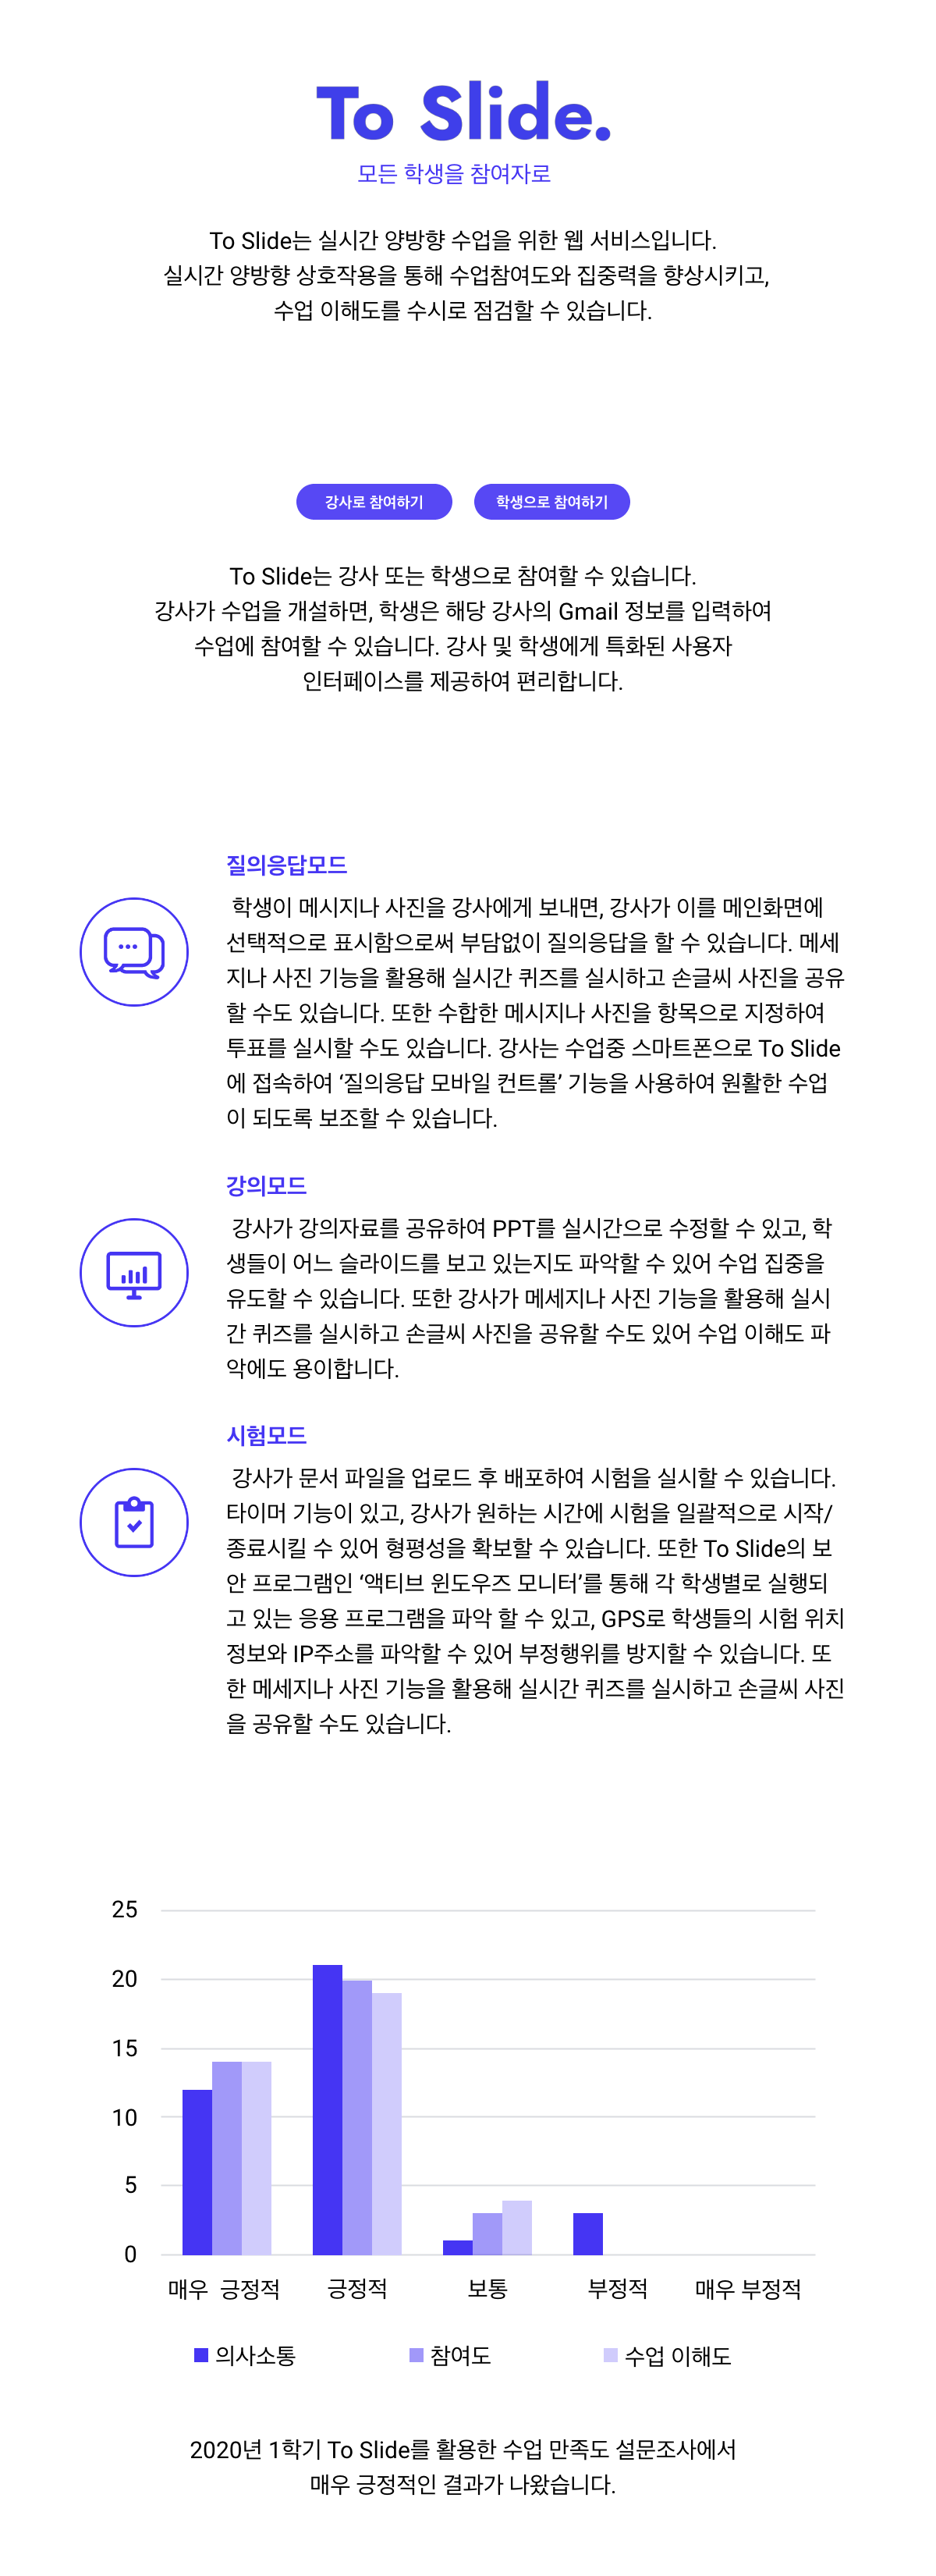 To Slide.
모든 학생을 참여자로
To Slide는 실시간 양방향 수업을 위한 웹 서비스입니다.
실시간 양방향 상호작용을 통해 수업참여도와 집중력을 향상시키고,
수업 이해도를 수시로 점검할 수 있습니다.
강사로 참여하기
학생으로 참여하기
To Slide는 강사 또는 학생으로 참여할 수 있습니다.
강사가 수업을 개설하면, 학생은 해당 강사의 Gmail 정보를 입력하여
수업에 참여할 수 있습니다. 강사 및 학생에게 특화된 사용자
인터페이스를 제공하여 편리합니다.
질의응답모드
학생이 메시지나 사진을 강사에게 보내면, 강사가 이를 메인화면에
선택적으로 표시함으로써 부담없이 질의응답을 할 수 있습니다. 메세
지나 사진 기능을 활용해 실시간 퀴즈를 실시하고 손글씨 사진을 공유
할 수도 있습니다. 또한 수합한 메시지나 사진을 항목으로 지정하여
투표를 실시할 수도 있습니다. 강사는 수업중 스마트폰으로 To Slide
에 접속하여 ‘질의응답 모바일 컨트롤’ 기능을 사용하여 원활한 수업
이 되도록 보조할 수 있습니다.
강의모드
강사가 강의자료를 공유하여 PPT를 실시간으로 수정할 수 있고, 학
생들이 어느 슬라이드를 보고 있는지도 파악할 수 있어 수업 집중을
유도할 수 있습니다. 또한 강사가 메세지나 사진 기능을 활용해 실시
간 퀴즈를 실시하고 손글씨 사진을 공유할 수도 있어 수업 이해도 파
악에도 용이합니다.
시험모드
강사가 문서 파일을 업로드 후 배포하여 시험을 실시할 수 있습니다.
타이머 기능이 있고, 강사가 원하는 시간에 시험을 일괄적으로 시작/
종료시킬 수 있어 형평성을 확보할 수 있습니다. 또한 To Slide의 보
안 프로그램인 ‘액티브 윈도우즈 모니터’를 통해 각 학생별로 실행되
고 있는 응용 프로그램을 파악 할 수 있고, GPS로 학생들의 시험 위치
정보와 IP주소를 파악할 수 있어 부정행위를 방지할 수 있습니다. 또
한 메세지나 사진 기능을 활용해 실시간 퀴즈를 실시하고 손글씨 사진
을 공유할 수도 있습니다.
25
20
15
10
5
0
매우 긍정적
긍정적
보통
부정적
매우 부정적
의사소통
참여도
수업 이해도
2020년 1학기 To Slide를 활용한 수업 만족도 설문조사에서
매우 긍정적인 결과가 나왔습니다.